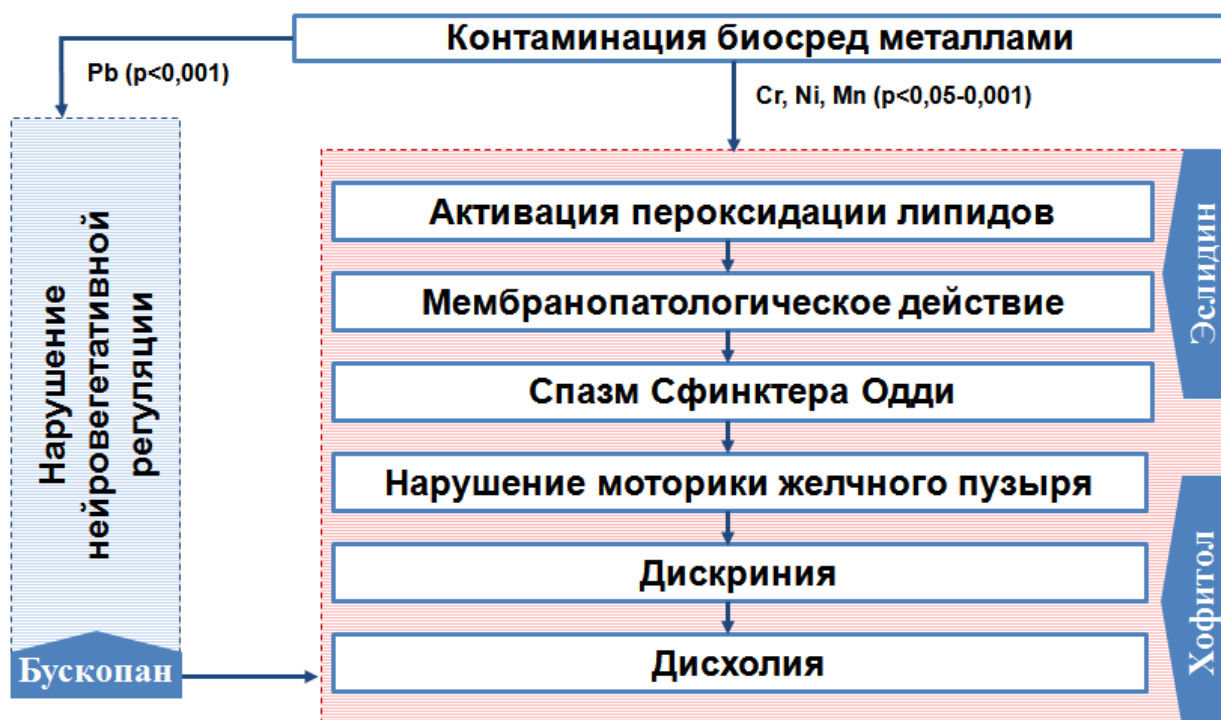 Контаминация биосред металлами
Pb (p<0,001)
Cr, Ni, Mn (p<0,05-0,001)
Нарушение
нейровегетативной
регуляции
Бускопан
Активация пероксидации липидов
Мембранопатологическое действие
Спазм Сфинктера Одди
Нарушение моторики желчного пузыря
Дискриния
Дисхолия
Эслидин
Хофитол